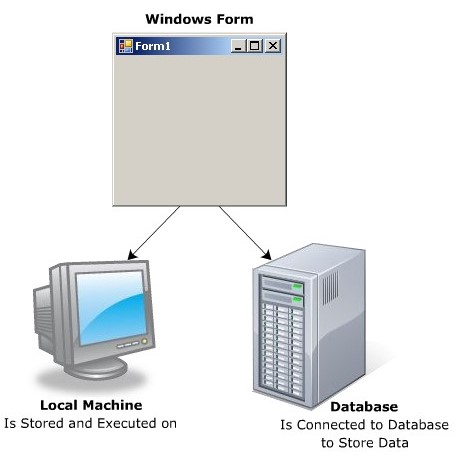 Windows Form
Form1
Local Machine
Is Stored and Executed on
Database
Is Connected to Database
to Store Data